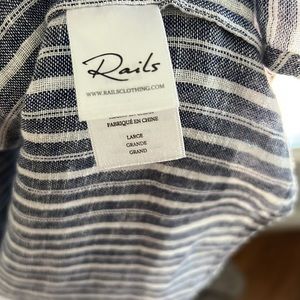 Rails
WWW.RAILSCLOTHING.COM
FABRIQUÉ EN CHINE
LARGE
GRANDE
GRAND